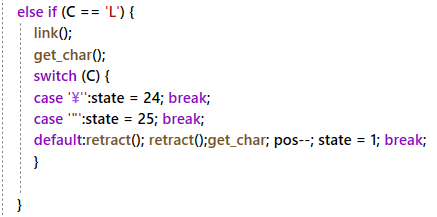 else if (C == 'L') {
link();
get_char();
switch (C) {
case '¥'':state = 24; break;
case '"':state = 25; break;
default:retract(); retract();get_char; pos--; state = 1; break;
}
}